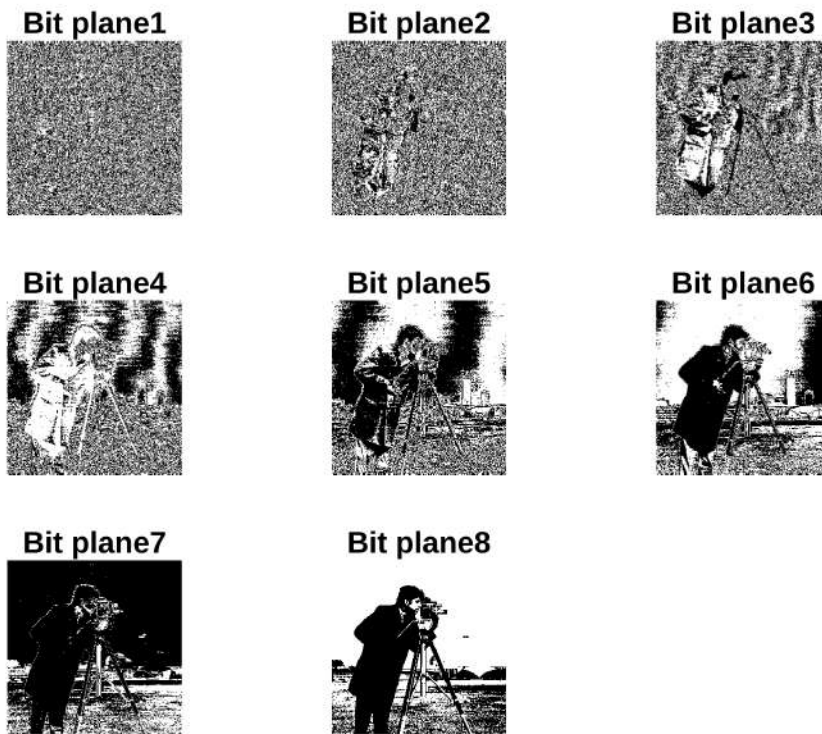 Bit plane1
Bit plane2
Bit plane3
Bit plane4
Bit plane5
Bit plane6
Bit plane7
Bit plane8